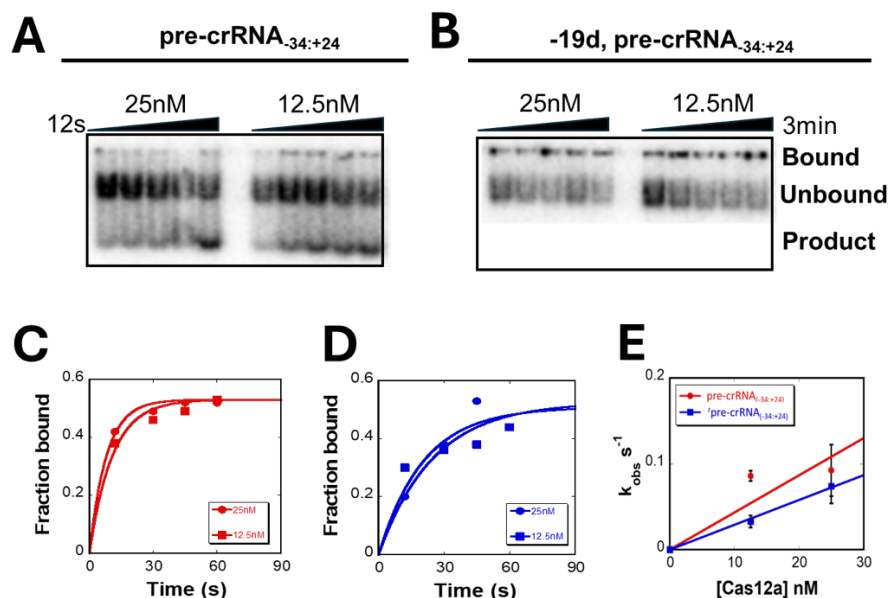 A
pre-crRNA-34:+24
25nM 12.5nM
12s
B
-19d, pre-crRNA-34:+24
25nM 12.5nM
3min
Bound
Unbound
Product
C
Fraction bound
0.6
0.4
0.2
0
0 30 60 90
Time (s)
25nM
12.5nM
D
Fraction bound
0.6
0.4
0.2
0
0 30 60 90
Time (s)
25nM
12.5nM
E
kobs s-1
0.2
0.1
0
0 10 20 30
[Cas12a] nM
pre-crRNA(-34:+24)
rpre-crRNA(-34:+24)